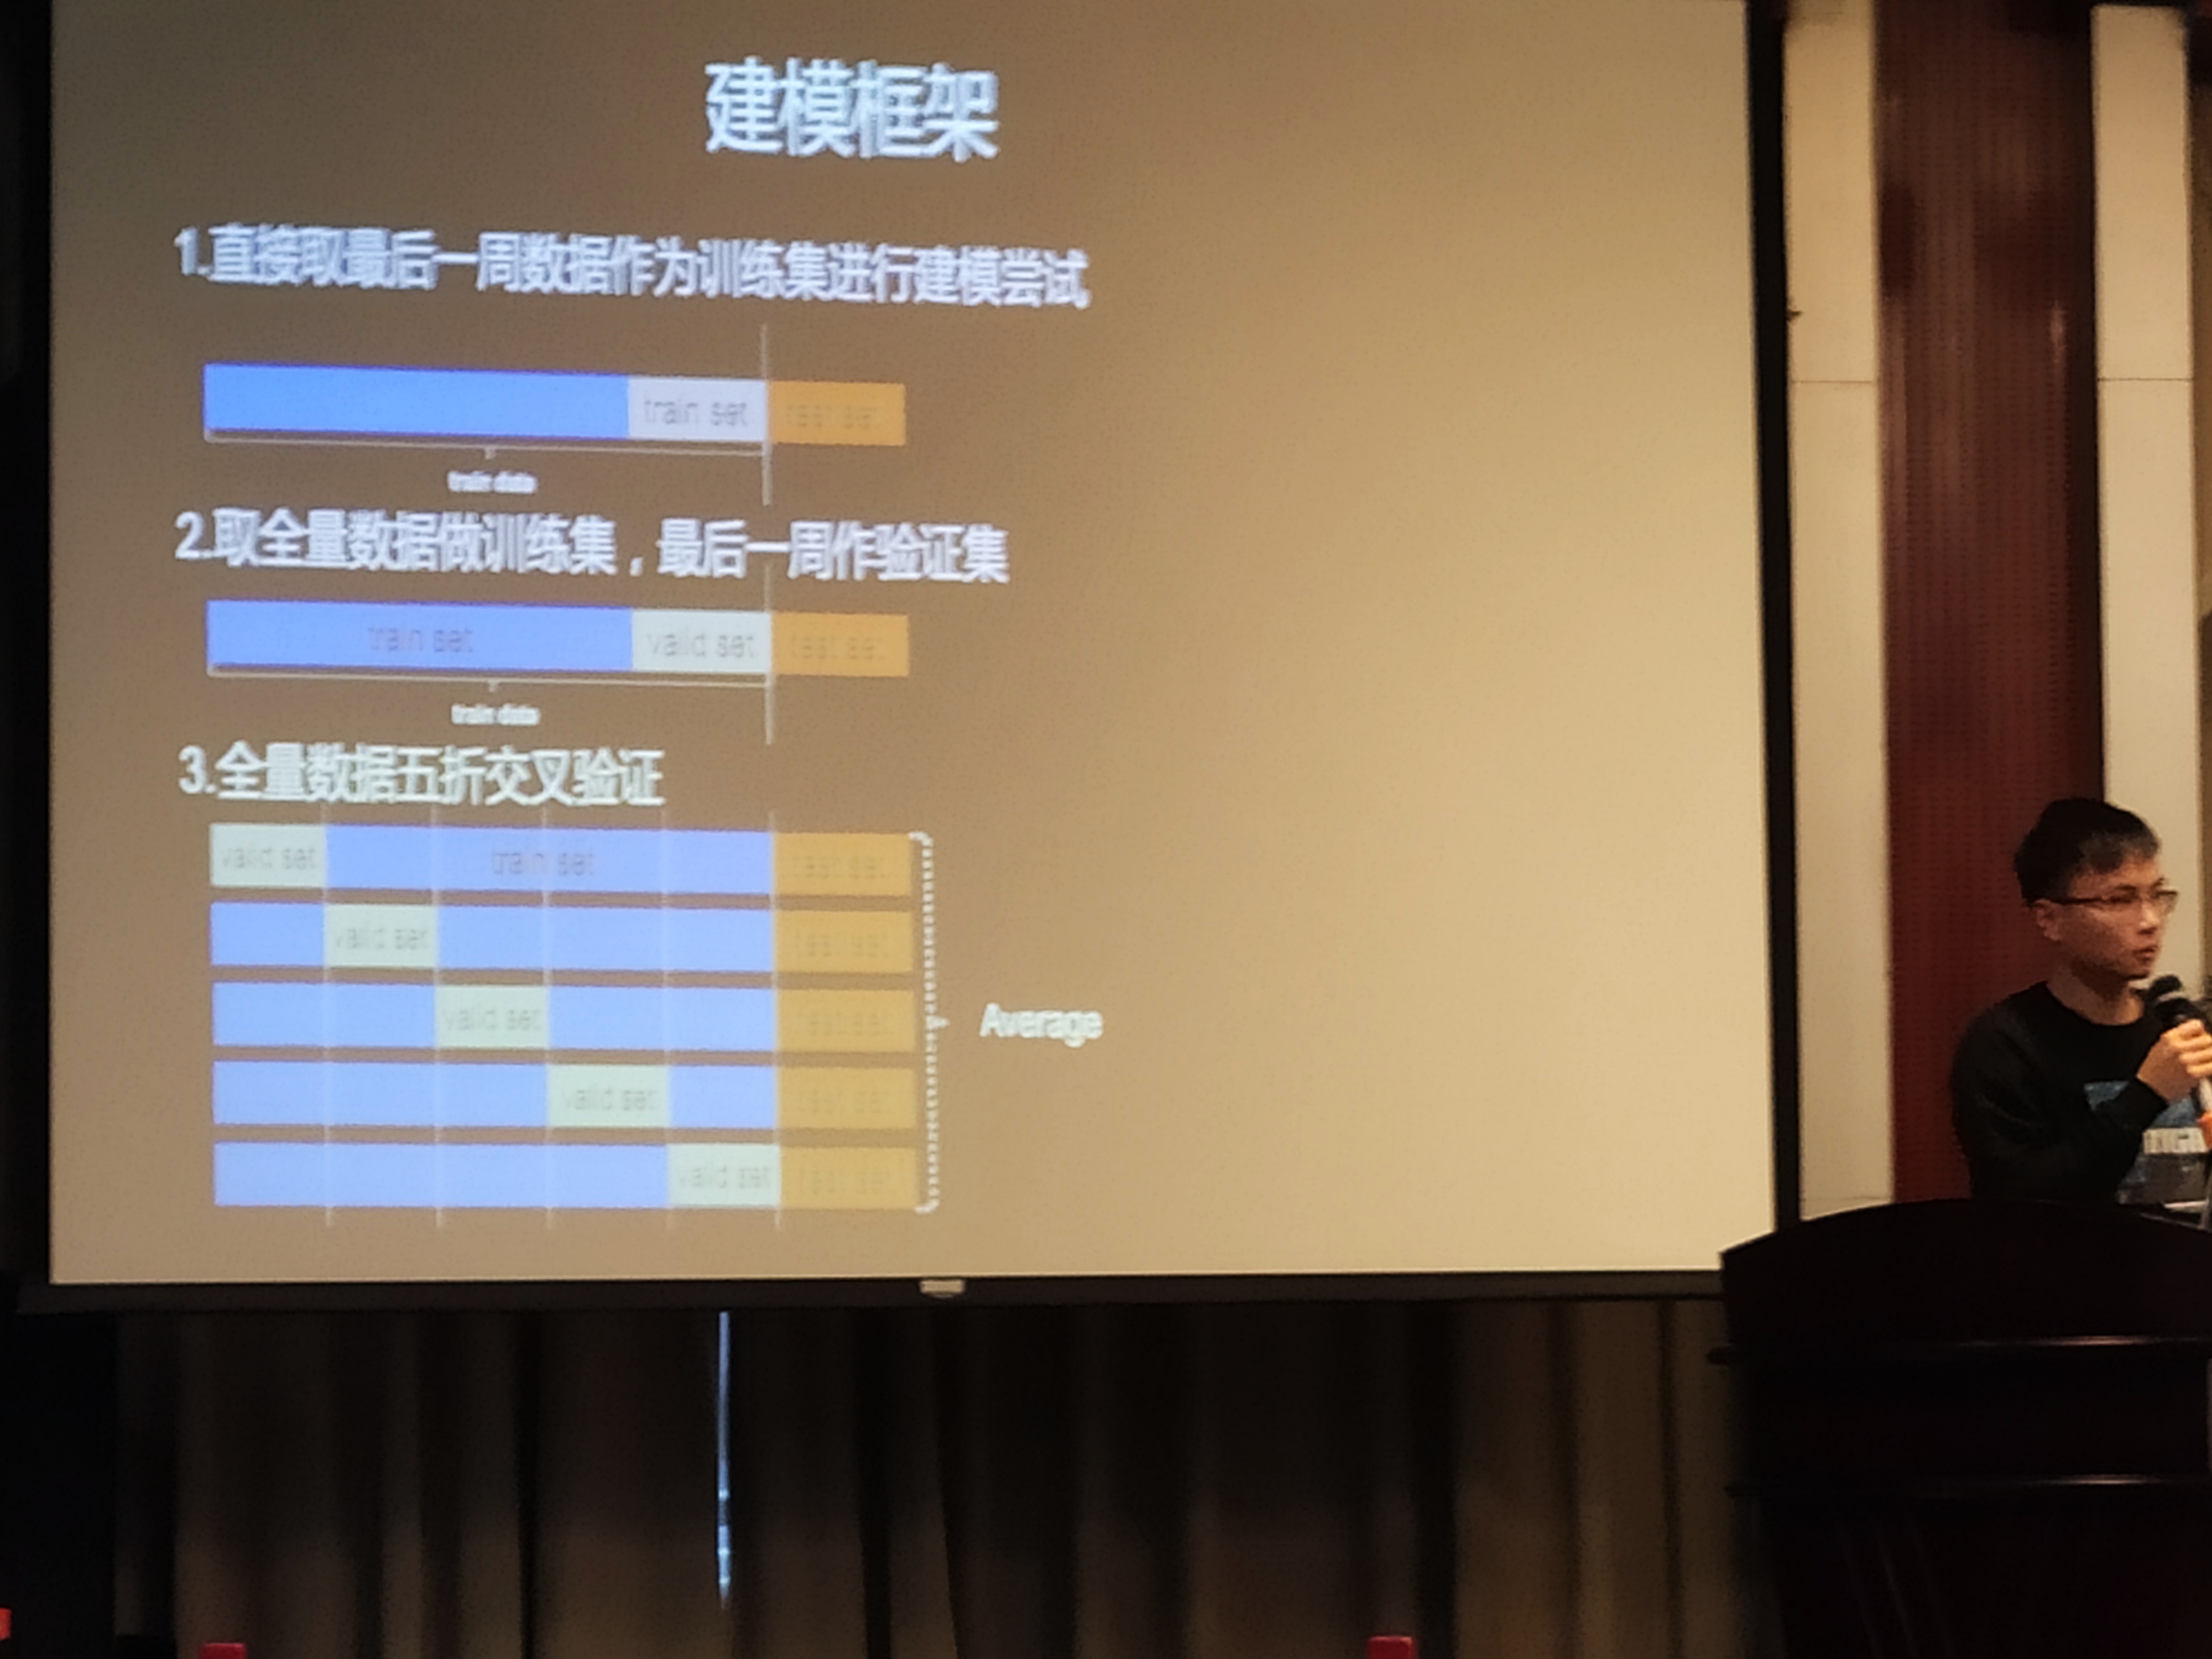 建模框架
1.直接取最后一周数据作为训练集进行建模尝试
train set test set
train data
2.取全量数据做训练集，最后一周作验证集
train set valid set test set
train data
3.全量数据五折交叉验证
valid set train set test set
valid set test set
valid set test set
Average
valid set test set
valid set test set